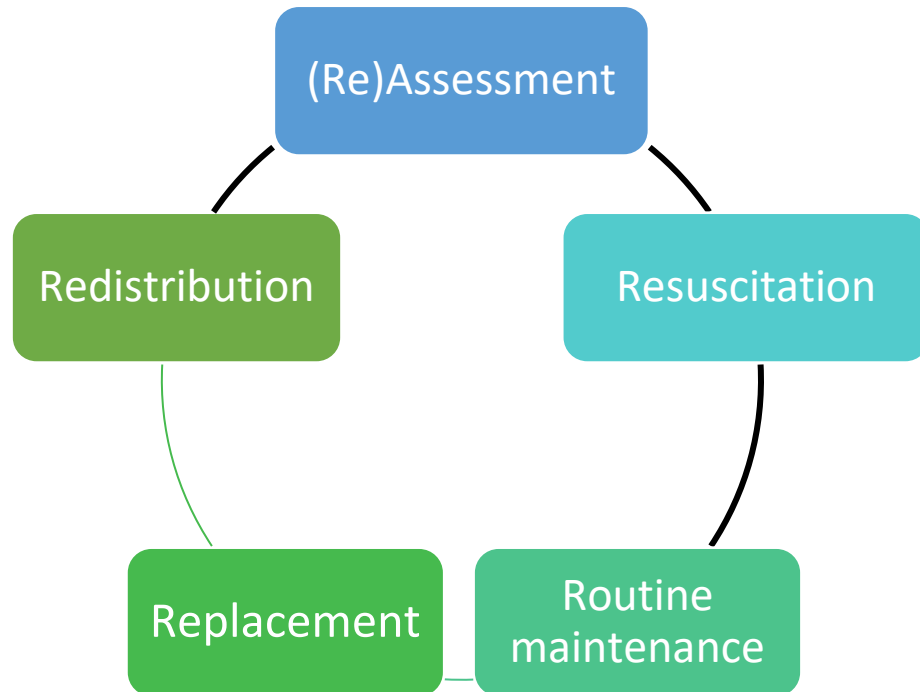 (Re)Assessment
Resuscitation
Routine
maintenance
Replacement
Redistribution